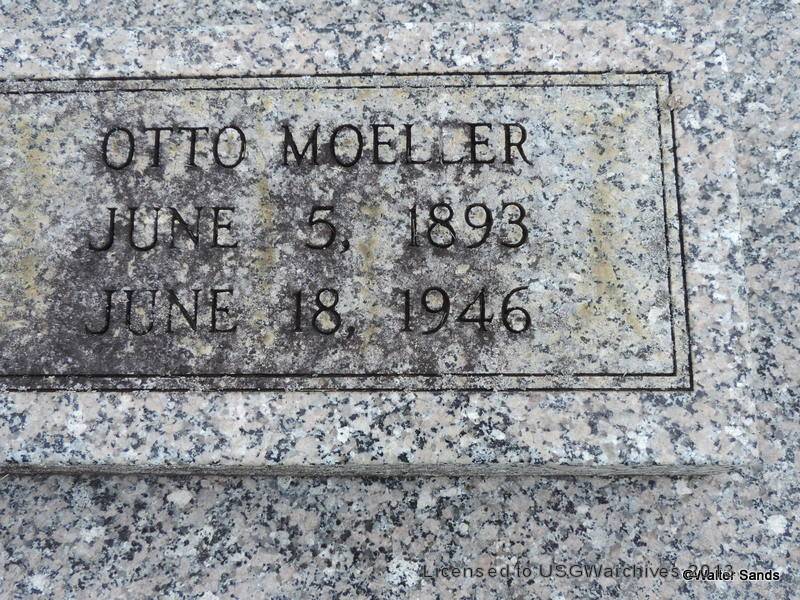 OTTO MOELLER
JUNE 5, 1893
JUNE 18, 1946
Licensed to USGWarchives 2013
©Walter Sands